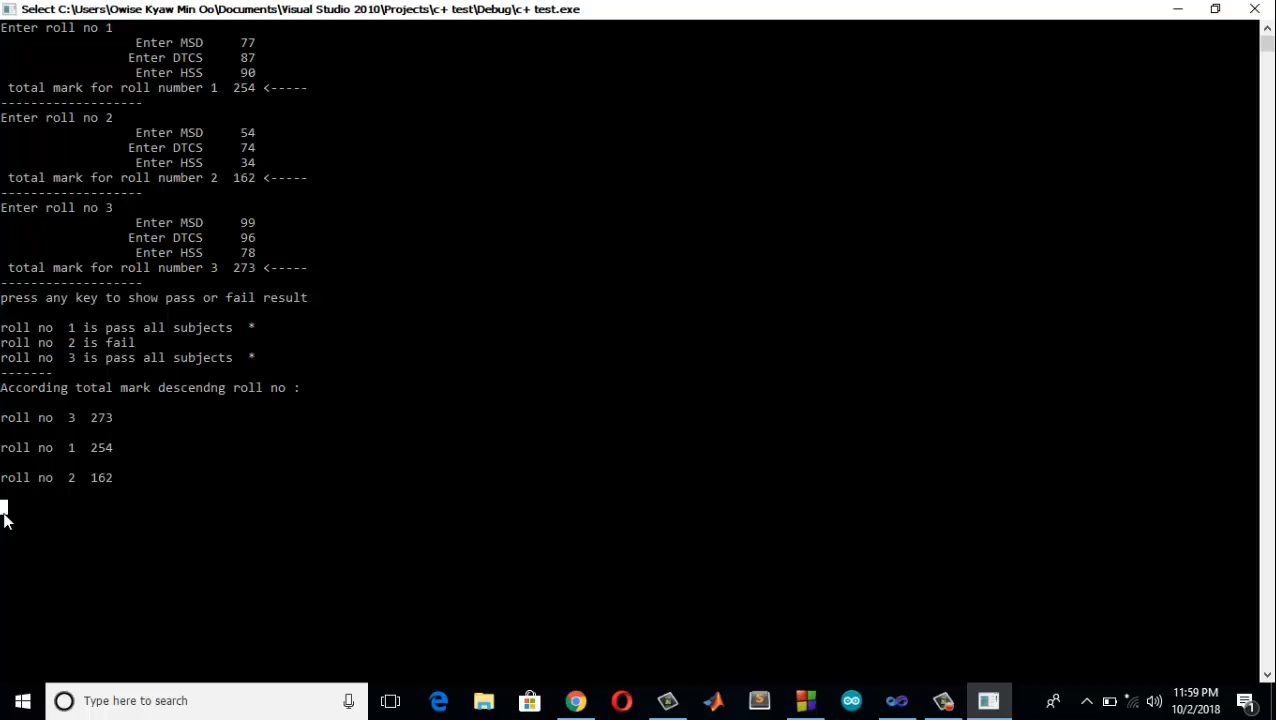 Select C:\Users\Owise Kyaw Min Oo\Documents\Visual Studio 2010\Projects\c+ test\Debug\c+ test.exe
Enter roll no 1
Enter MSD 77
Enter DTCS 87
Enter HSS 90
total mark for roll number 1 254 <-----
-------------------
Enter roll no 2
Enter MSD 54
Enter DTCS 74
Enter HSS 34
total mark for roll number 2 162 <-----
-------------------
Enter roll no 3
Enter MSD 99
Enter DTCS 96
Enter HSS 78
total mark for roll number 3 273 <-----
-------------------
press any key to show pass or fail result
roll no 1 is pass all subjects *
roll no 2 is fail
roll no 3 is pass all subjects *
-------
According total mark descendng roll no :
roll no 3 273
roll no 1 254
roll no 2 162
Type here to search
11:59 PM
10/2/2018
1